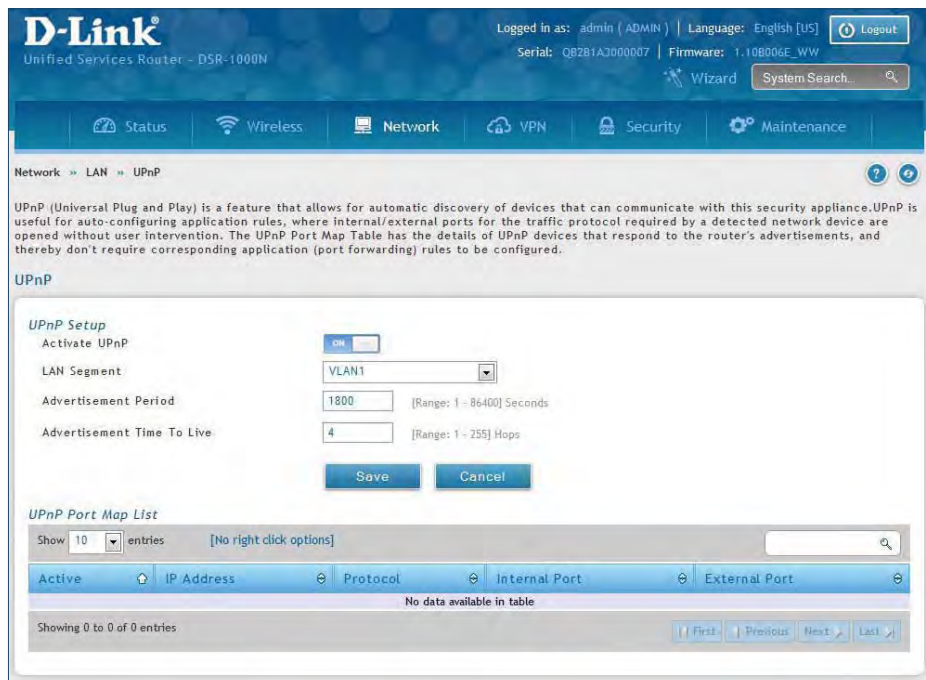 D-Link®
Unified Services Router - DSR-1000N
Logged in as: admin ( ADMIN ) | Language: English [US]
Logout
Serial: QB2B1AJ000007 | Firmware: 1.10B006E_WW
Wizard
System Search..
Status
Wireless
Network
VPN
Security
Maintenance
Network » LAN » UPnP
UPnP (Universal Plug and Play) is a feature that allows for automatic discovery of devices that can communicate with this security appliance.UPnP is
useful for auto-configuring application rules, where internal/external ports for the traffic protocol required by a detected network device are
opened without user intervention. The UPnP Port Map Table has the details of UPnP devices that respond to the router's advertisements, and
thereby don't require corresponding application (port forwarding) rules to be configured.
UPnP
UPnP Setup
Activate UPnP
ON
LAN Segment
VLAN1
Advertisement Period
1800
[Range: 1 - 86400] Seconds
Advertisement Time To Live
4
[Range: 1 - 255] Hops
Save
Cancel
UPnP Port Map List
Show 10 entries
[No right click options]
Active
IP Address
Protocol
Internal Port
External Port
No data available in table
Showing 0 to 0 of 0 entries
First
Previous
Next
Last